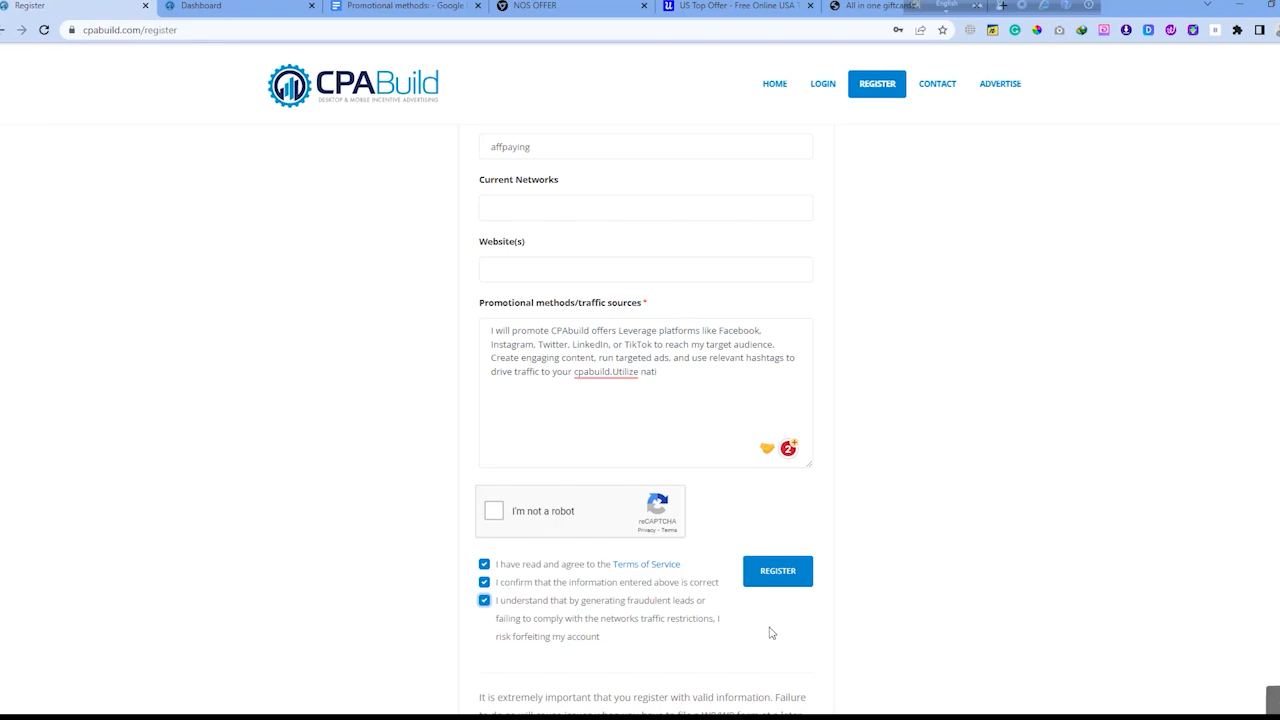 Register
Dashboard
Promotional methods: - Google
NOS OFFER
US Top Offer - Free Online USA
All in one giftcard
English
cpabuild.com/register
CPABuild
DESKTOP & MOBILE INCENTIVE ADVERTISING
HOME
LOGIN
REGISTER
CONTACT
ADVERTISE
affpaying
Current Networks
Website(s)
Promotional methods/traffic sources *
I will promote CPAbuild offers Leverage platforms like Facebook,
Instagram, Twitter, LinkedIn, or TikTok to reach my target audience.
Create engaging content, run targeted ads, and use relevant hashtags to
drive traffic to your cpabuild.Utilize nati
2
I'm not a robot
reCAPTCHA
Privacy - Terms
I have read and agree to the Terms of Service
REGISTER
I confirm that the information entered above is correct
I understand that by generating fraudulent leads or
failing to comply with the networks traffic restrictions, I
risk forfeiting my account
It is extremely important that you register with valid information. Failure